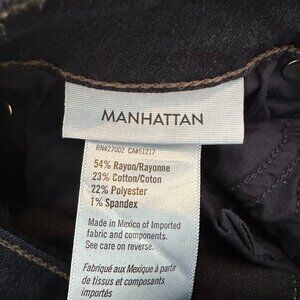 MANHATTAN
RN#27002 CA#51217
54% Rayon/Rayonne
23% Cotton/Coton
22% Polyester
1% Spandex
Made in Mexico of Imported
fabric and components.
See care on reverse.
Fabriqué aux Mexique à partir
de tissus et composants
importés